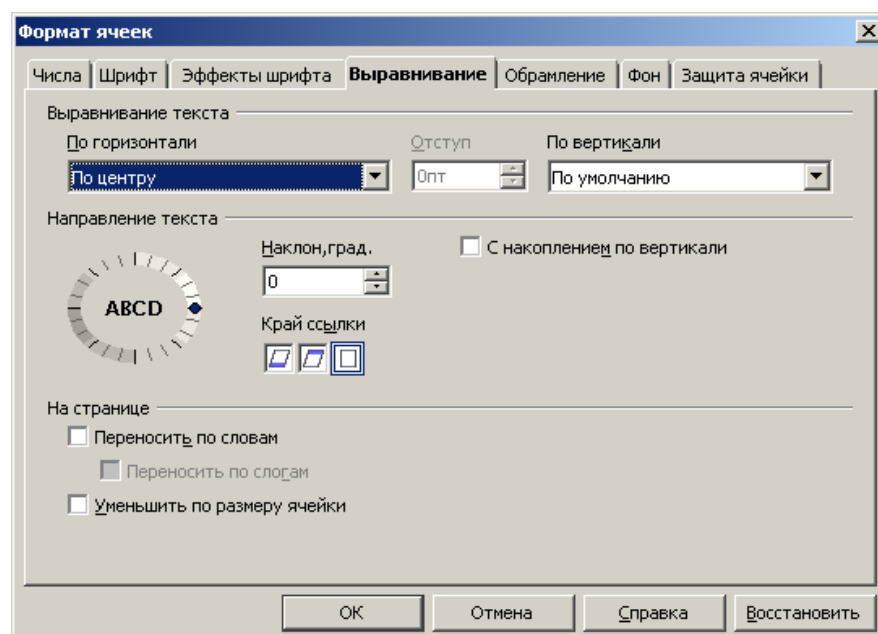 Формат ячеек
Числа Шрифт Эффекты шрифта Выравнивание Обрамление Фон Защита ячейки
Выравнивание текста
По горизонтали Отступ По вертикали
По центру 0пт По умолчанию
Направление текста
Наклон,град. С накоплением по вертикали
0
ABCD
Край ссылки
На странице
Переносить по словам
Переносить по слогам
Уменьшить по размеру ячейки
OK Отмена Справка Восстановить